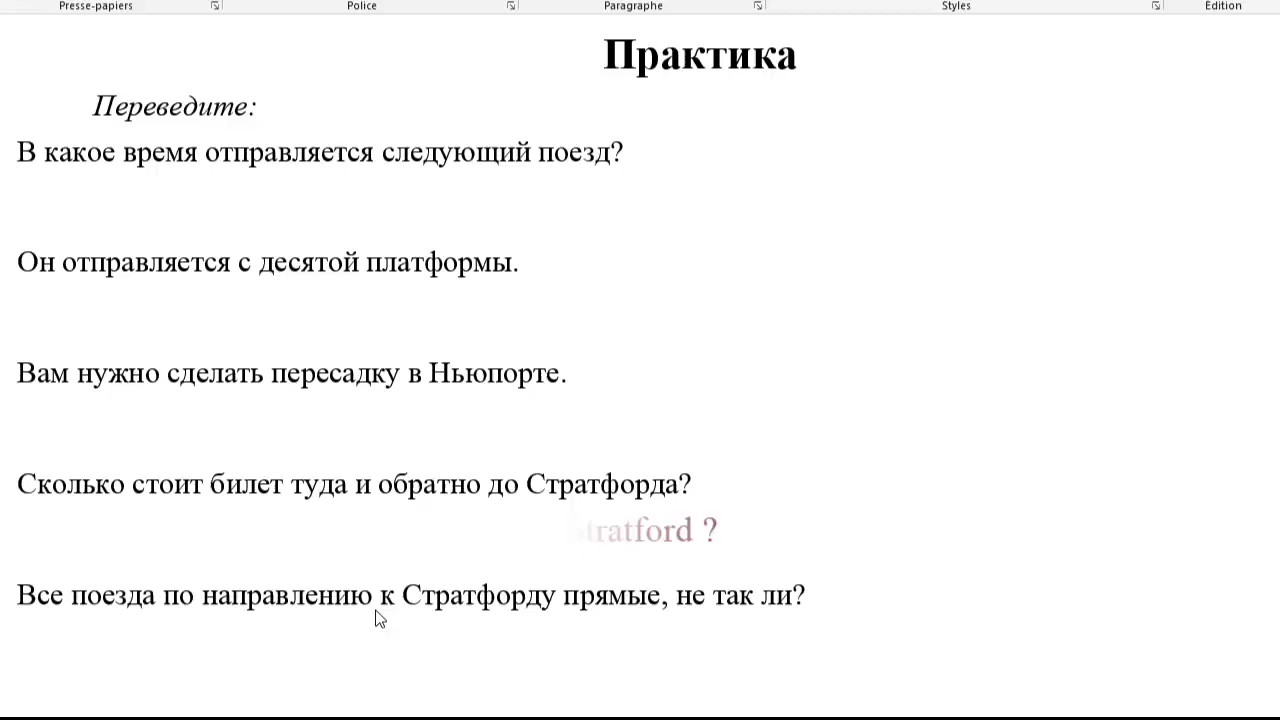 Presse-papiers Police Paragraphe Styles Edition
Практика
Переведите:
В какое время отправляется следующий поезд?
Он отправляется с десятой платформы.
Вам нужно сделать пересадку в Ньюпорте.
Сколько стоит билет туда и обратно до Стратфорда?
Stratford ?
Все поезда по направлению к Стратфорду прямые, не так ли?